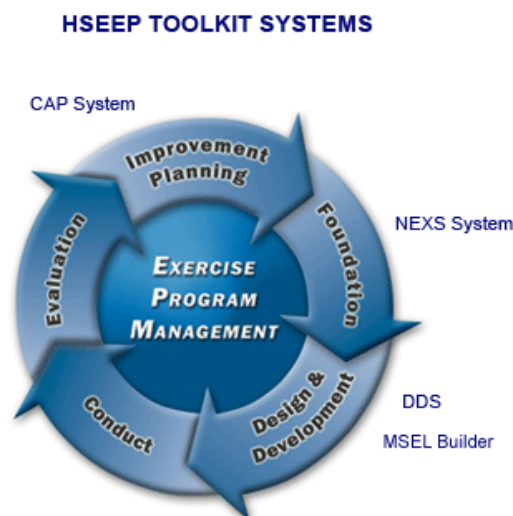 HSEEP TOOLKIT SYSTEMS
CAP System
Improvement
Planning
Foundation
NEXS System
Evaluation
EXERCISE
PROGRAM
MANAGEMENT
Design &
Development
DDS
MSEL Builder
Conduct